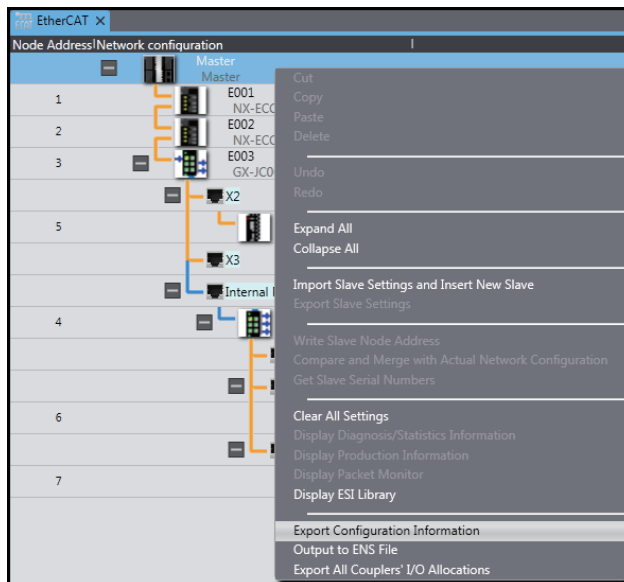 EtherCAT ×
Node Address|Network configuration
Master
Master
1 E001
NX-ECC
2 E002
NX-ECC
3 E003
GX-JC0
X2
5
X3
Internal
4
6
7
Cut
Copy
Paste
Delete
Undo
Redo
Expand All
Collapse All
Import Slave Settings and Insert New Slave
Export Slave Settings
Write Slave Node Address
Compare and Merge with Actual Network Configuration
Get Slave Serial Numbers
Clear All Settings
Display Diagnosis/Statistics Information
Display Production Information
Display Packet Monitor
Display ESI Library
Export Configuration Information
Output to ENS File
Export All Couplers' I/O Allocations